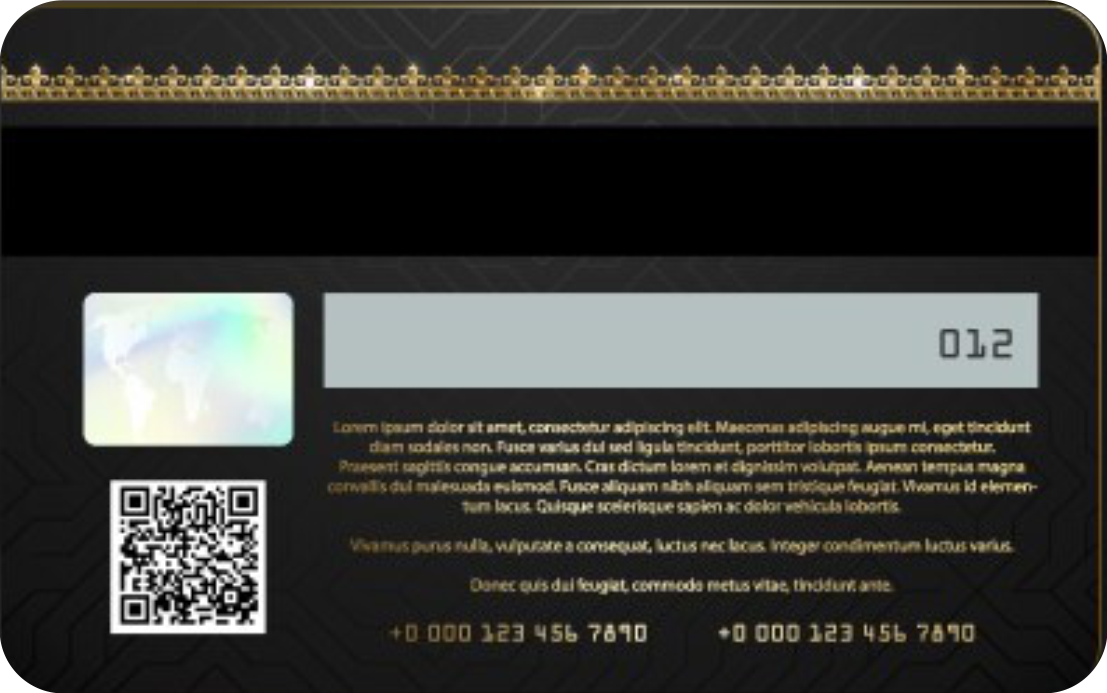 012
Lorem ipsum dolor sit amet, consectetur adipiscing elit. Maecenas adipiscing augue mi, eget tincidunt
diam sodales non. Fusce varius dui sed ligula tincidunt, porttitor lobortis ipsum consectetur.
Praesent sagittis congue accumsan. Cras dictum lorem et dignissim volutpat. Aenean tempus magna
convallis dui malesuada euismod. Fusce aliquam nibh aliquam sem tristique feugiat. Vivamus id elemen-
tum lacus. Quisque scelerisque sapien ac dolor vehicula lobortis.
Vivamus purus nulla, vulputate a consequat, luctus nec lacus. Integer condimentum luctus varius.
Donec quis dui feugiat, commodo metus vitae, tincidunt ante.
+0 000 123 456 7890 +0 000 123 456 7890